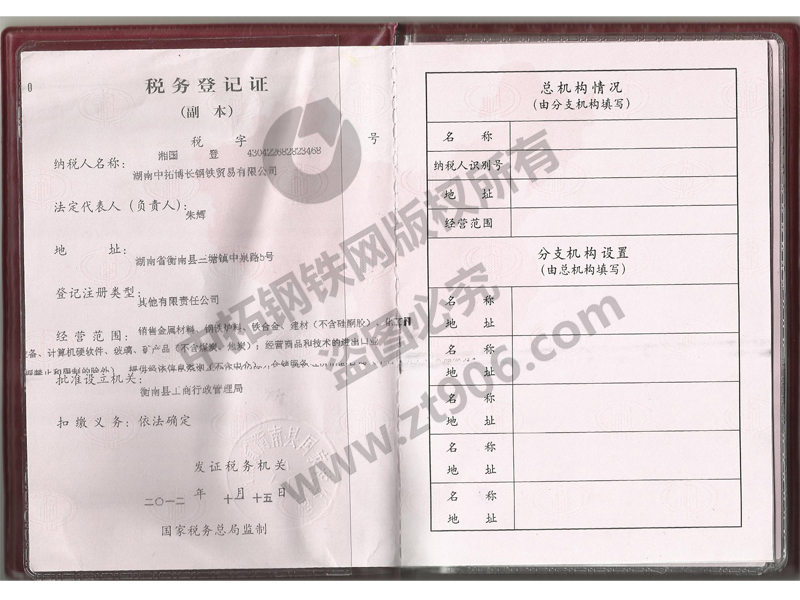 税务登记证
(副 本)
税 字 号
湘国 登 430422682823468
纳税人名称:
湖南中拓博长钢铁贸易有限公司
法定代表人(负责人):
朱辉
地 址:
湖南省衡南县三塘镇中泉路5号
登记注册类型:
其他有限责任公司
经营范围: 销售金属材料、钢铁炉料、铁合金、建材(不含硅酮胶)、化工
备、计算机硬软件、玻璃、矿产品(不含煤炭、地炭);经营商品和技术的进出口业
批准设立机关:
衡南县工商行政管理局
扣缴义务: 依法确定
发证税务机关
二〇一二 年 十 月 十五 日
国家税务总局监制
总机构情况
(由分支机构填写)
名 称
纳税人识别号
地 址
经营范围
分支机构设置
(由总机构填写)
名 称
地 址
名 称
地 址
名 称
地 址
名 称
地 址
名 称
地 址
中拓钢铁网版权所有
盗图必究
www.zt906.com